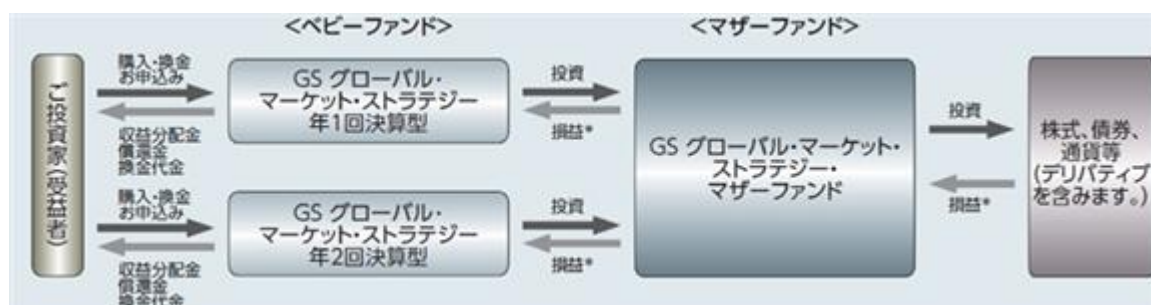 <ベビーファンド>
<マザーファンド>
ご投資家(受益者)
購入・換金
お申込み
収益分配金
償還金
換金代金
GS グローバル・
マーケット・ストラテジー
年1回決算型
投資
損益*
購入・換金
お申込み
収益分配金
償還金
換金代金
GS グローバル・
マーケット・ストラテジー
年2回決算型
投資
損益*
GS グローバル・マーケット・
ストラテジー・
マザーファンド
投資
損益*
株式、債券、
通貨等
(デリバティブ
を含みます。)